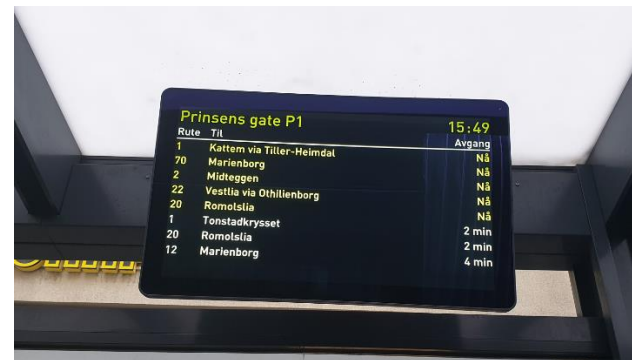 Prinsens gate P1 15:49
Rute Til Avgang
1 Kattem via Tiller-Heimdal Nå
70 Marienborg Nå
2 Midteggen Nå
22 Vestlia via Othilienborg Nå
20 Romolslia Nå
1 Tonstadkrysset 2 min
20 Romolslia 2 min
12 Marienborg 4 min